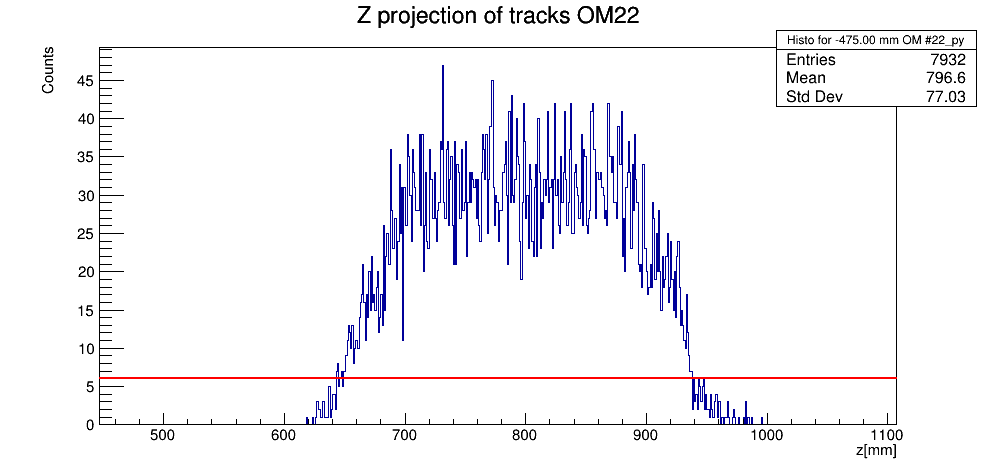 Z projection of tracks OM22
Histo for -475.00 mm OM #22_py
Entries 7932
Mean 796.6
Std Dev 77.03
Counts
45
40
35
30
25
20
15
10
5
0
500 600 700 800 900 1000 1100
z[mm]